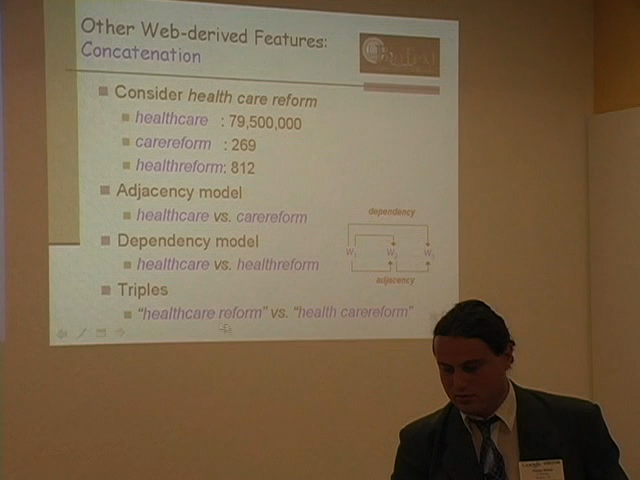 Other Web-derived Features:
Concatenation
BioText
Consider health care reform
healthcare : 79,500,000
carereform : 269
healthreform: 812
Adjacency model
healthcare vs. carereform
Dependency model
healthcare vs. healthreform
Triples
“healthcare reform” vs. “health carereform”
dependency
W1 W2 W3
adjacency